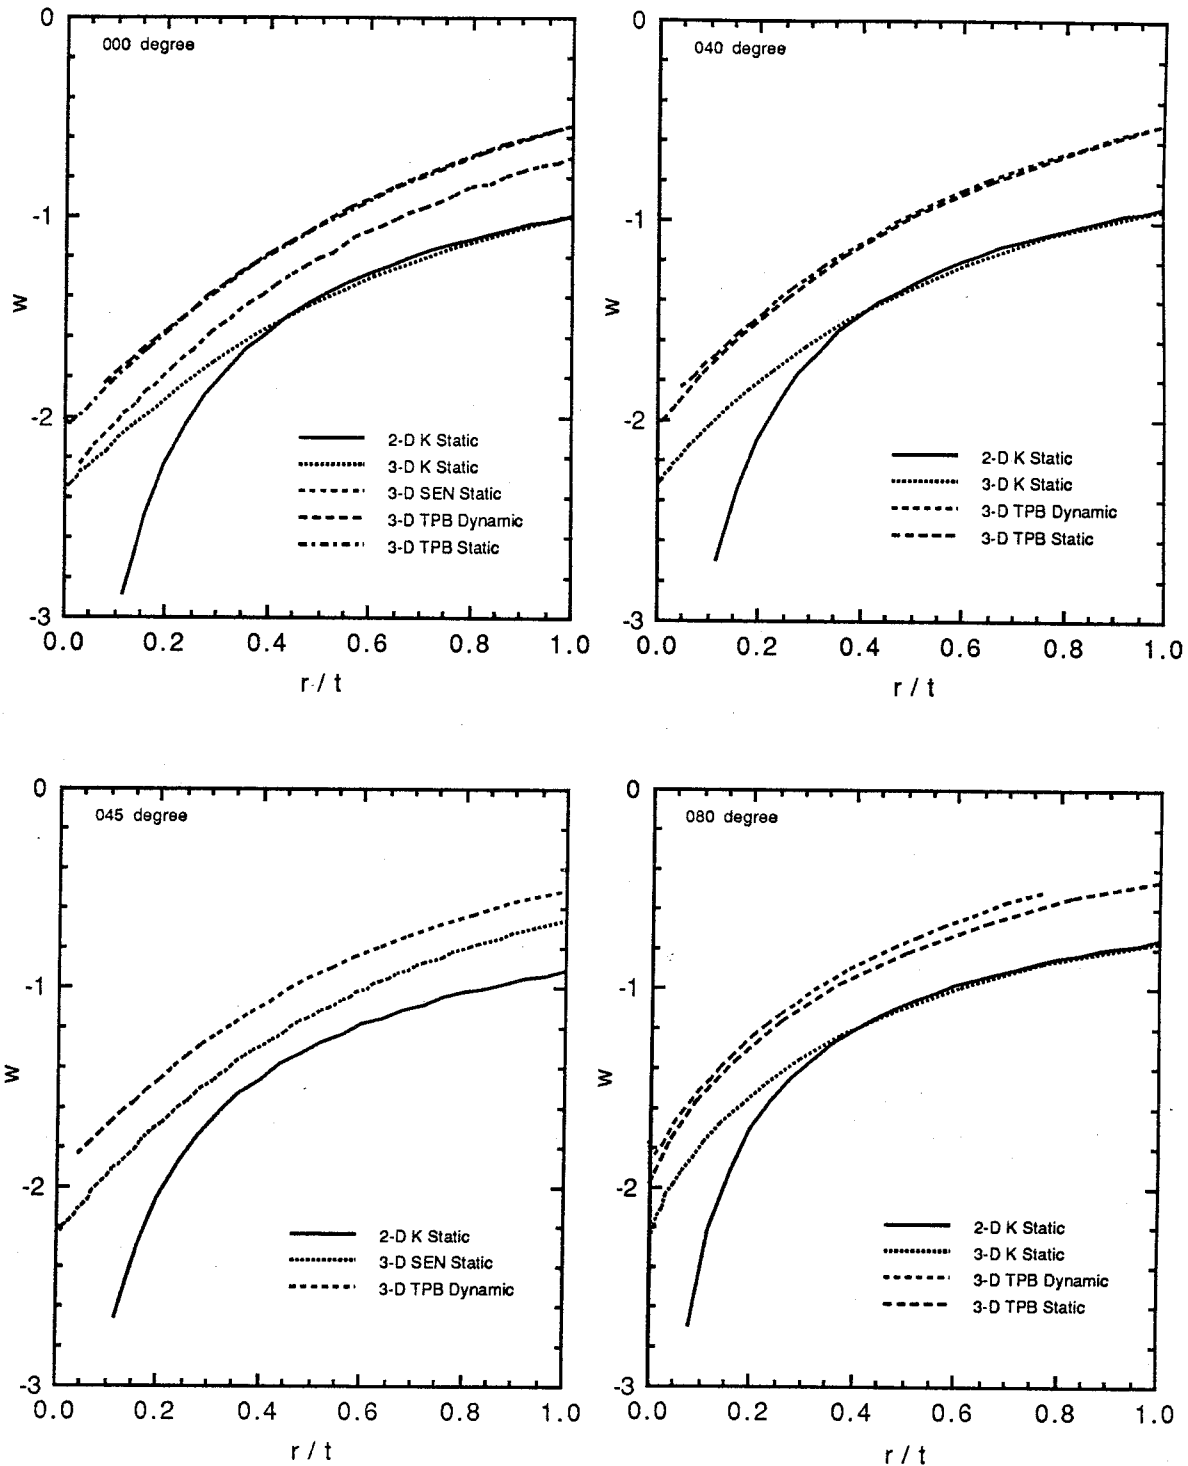 000 degree
0
-1
-2
-3
w
2-D K Static
3-D K Static
3-D SEN Static
3-D TPB Dynamic
3-D TPB Static
0.0 0.2 0.4 0.6 0.8 1.0
r / t
040 degree
0
-1
-2
-3
w
2-D K Static
3-D K Static
3-D TPB Dynamic
3-D TPB Static
0.0 0.2 0.4 0.6 0.8 1.0
r / t
045 degree
0
-1
-2
-3
w
2-D K Static
3-D SEN Static
3-D TPB Dynamic
0.0 0.2 0.4 0.6 0.8 1.0
r / t
080 degree
0
-1
-2
-3
w
2-D K Static
3-D K Static
3-D TPB Dynamic
3-D TPB Static
0.0 0.2 0.4 0.6 0.8 1.0
r / t